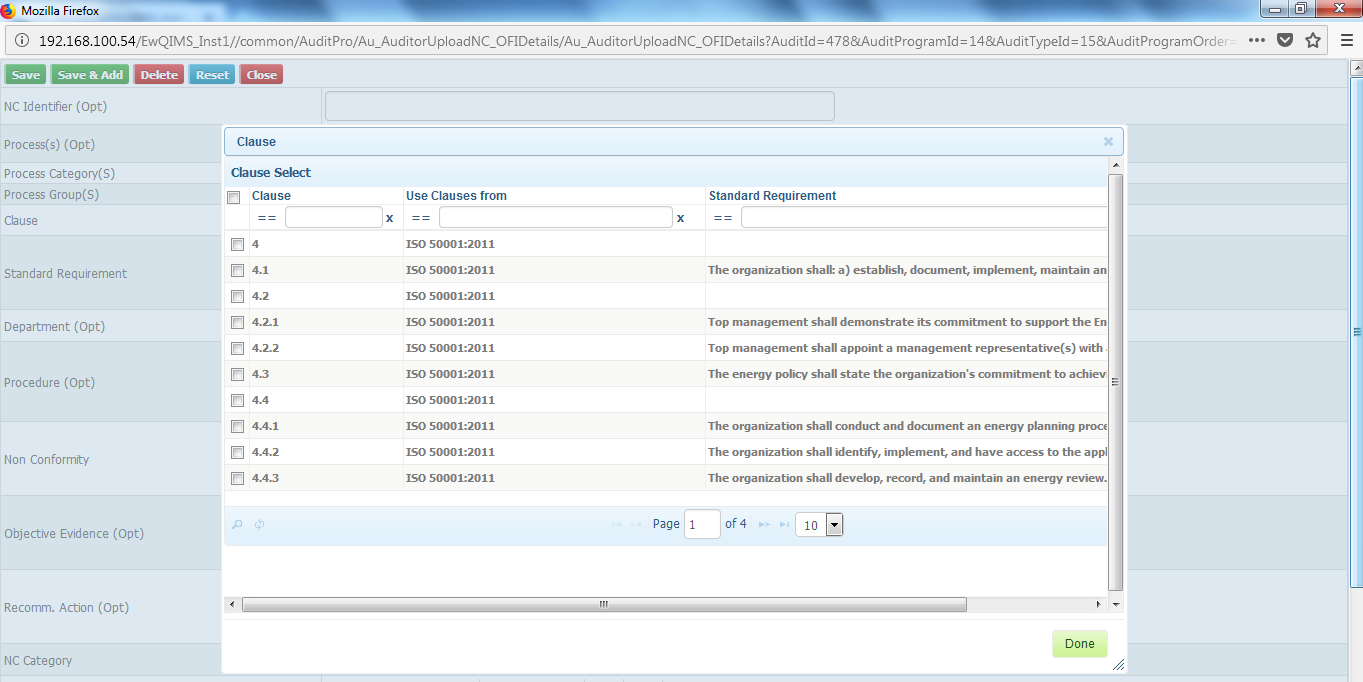 Mozilla Firefox
192.168.100.54/EwQIMS_Inst1//common/AuditPro/Au_AuditorUploadNC_OFIDetails/Au_AuditorUploadNC_OFIDetails?AuditId=478&AuditProgramId=14&AuditTypeId=15&AuditProgramOrder=
Save Save & Add Delete Reset Close
NC Identifier (Opt)
Process(s) (Opt)
Process Category(S)
Process Group(S)
Clause
Standard Requirement
Department (Opt)
Procedure (Opt)
Non Conformity
Objective Evidence (Opt)
Recomm. Action (Opt)
NC Category
Clause
Clause Select
Clause Use Clauses from Standard Requirement
== x == x ==
4 ISO 50001:2011
4.1 ISO 50001:2011 The organization shall: a) establish, document, implement, maintain an
4.2 ISO 50001:2011
4.2.1 ISO 50001:2011 Top management shall demonstrate its commitment to support the En
4.2.2 ISO 50001:2011 Top management shall appoint a management representative(s) with
4.3 ISO 50001:2011 The energy policy shall state the organization's commitment to achiev
4.4 ISO 50001:2011
4.4.1 ISO 50001:2011 The organization shall conduct and document an energy planning proce
4.4.2 ISO 50001:2011 The organization shall identify, implement, and have access to the appl
4.4.3 ISO 50001:2011 The organization shall develop, record, and maintain an energy review.
Page 1 of 4 10
Done